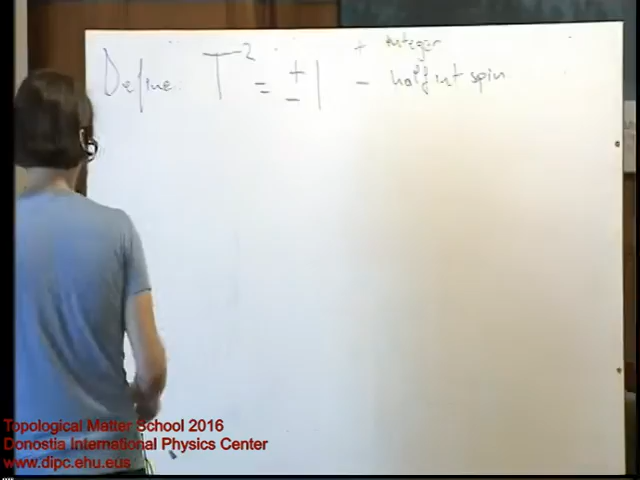 Define: T² = ±1
+ integer
- half int spin
Topological Matter School 2016
Donostia International Physics Center
www.dipc.ehu.eus